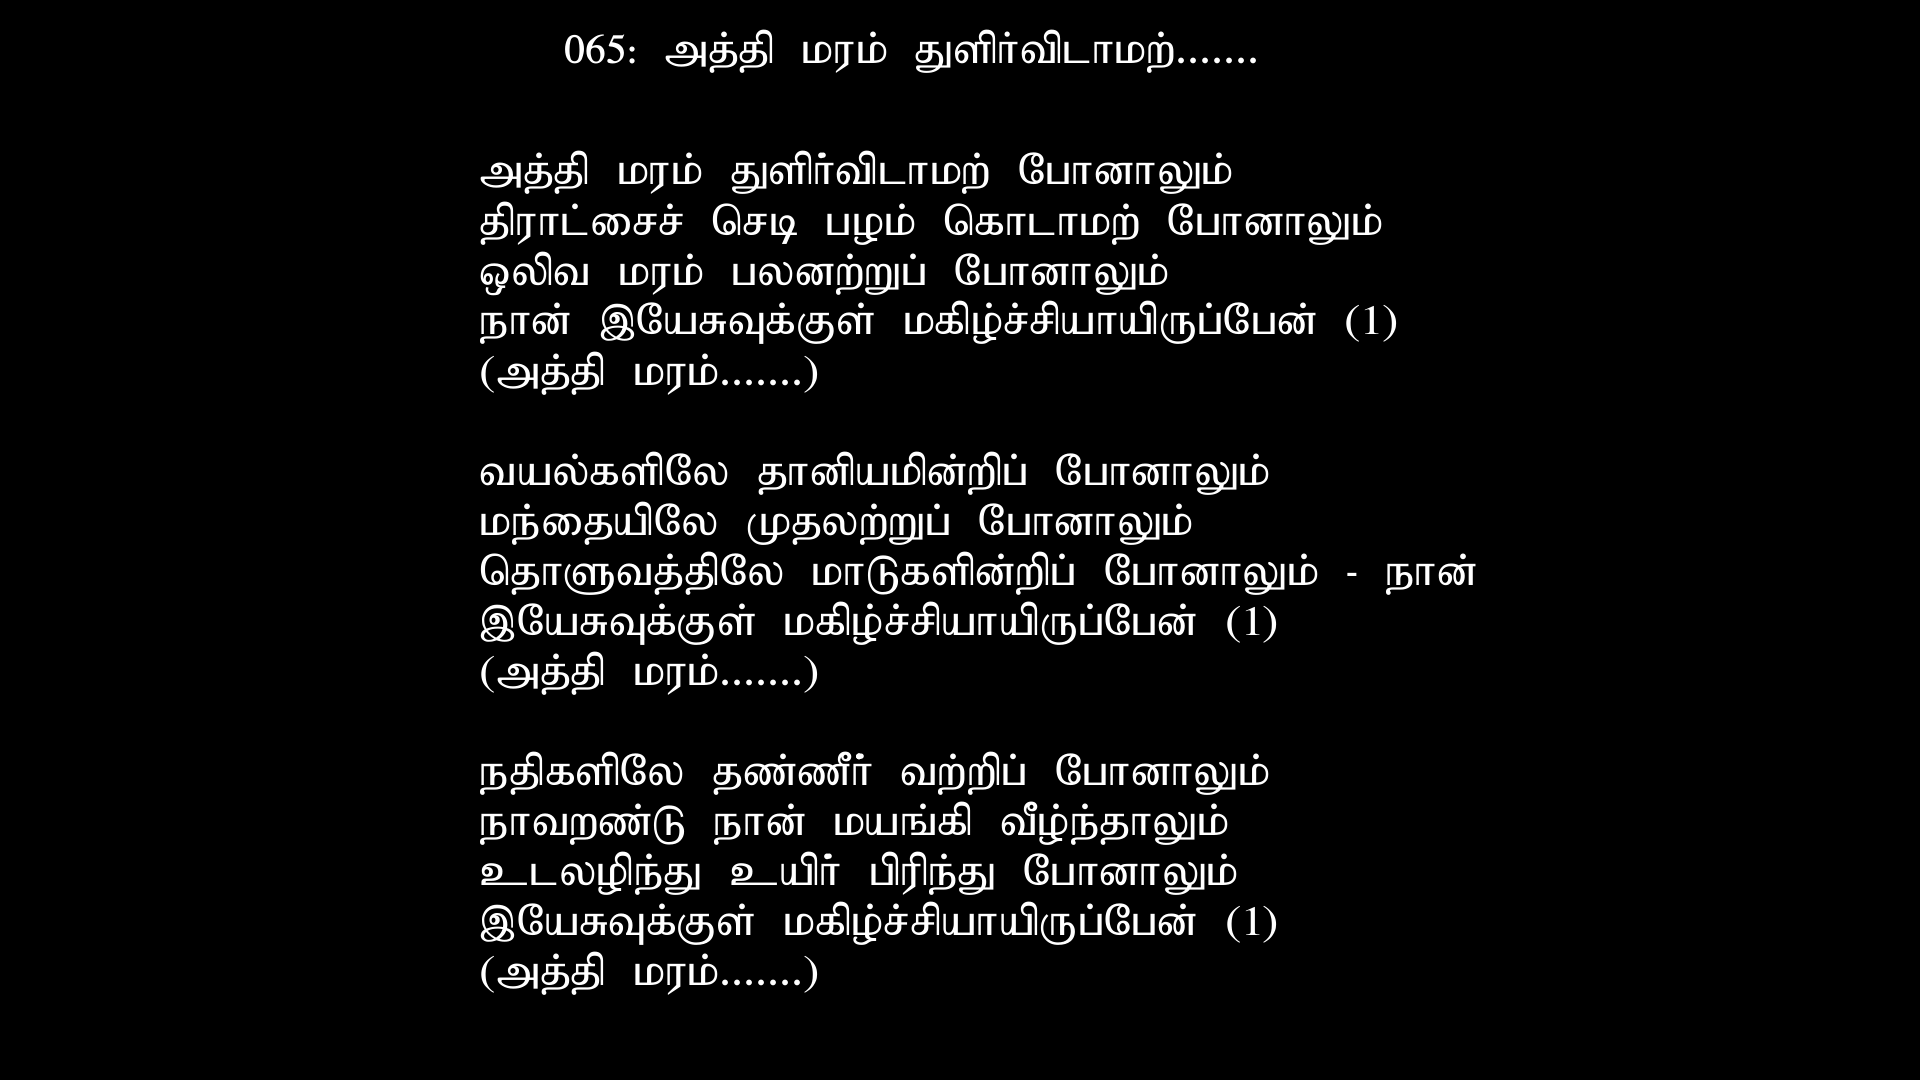 065: அத்தி மரம் துளிர்விடாமற்.......
அத்தி மரம் துளிர்விடாமற் போனாலும்
திராட்சைச் செடி பழம் கொடாமற் போனாலும்
ஒலிவ மரம் பலனற்றுப் போனாலும்
நான் இயேசுவுக்குள் மகிழ்ச்சியாயிருப்பேன் (1)
(அத்தி மரம்.......)
வயல்களிலே தானியமின்றிப் போனாலும்
மந்தையிலே முதலற்றுப் போனாலும்
தொளுவத்திலே மாடுகளின்றிப் போனாலும் - நான்
இயேசுவுக்குள் மகிழ்ச்சியாயிருப்பேன் (1)
(அத்தி மரம்.......)
நதிகளிலே தண்ணீர் வற்றிப் போனாலும்
நாவறண்டு நான் மயங்கி வீழ்ந்தாலும்
உடலழிந்து உயிர் பிரிந்து போனாலும்
இயேசுவுக்குள் மகிழ்ச்சியாயிருப்பேன் (1)
(அத்தி மரம்.......)